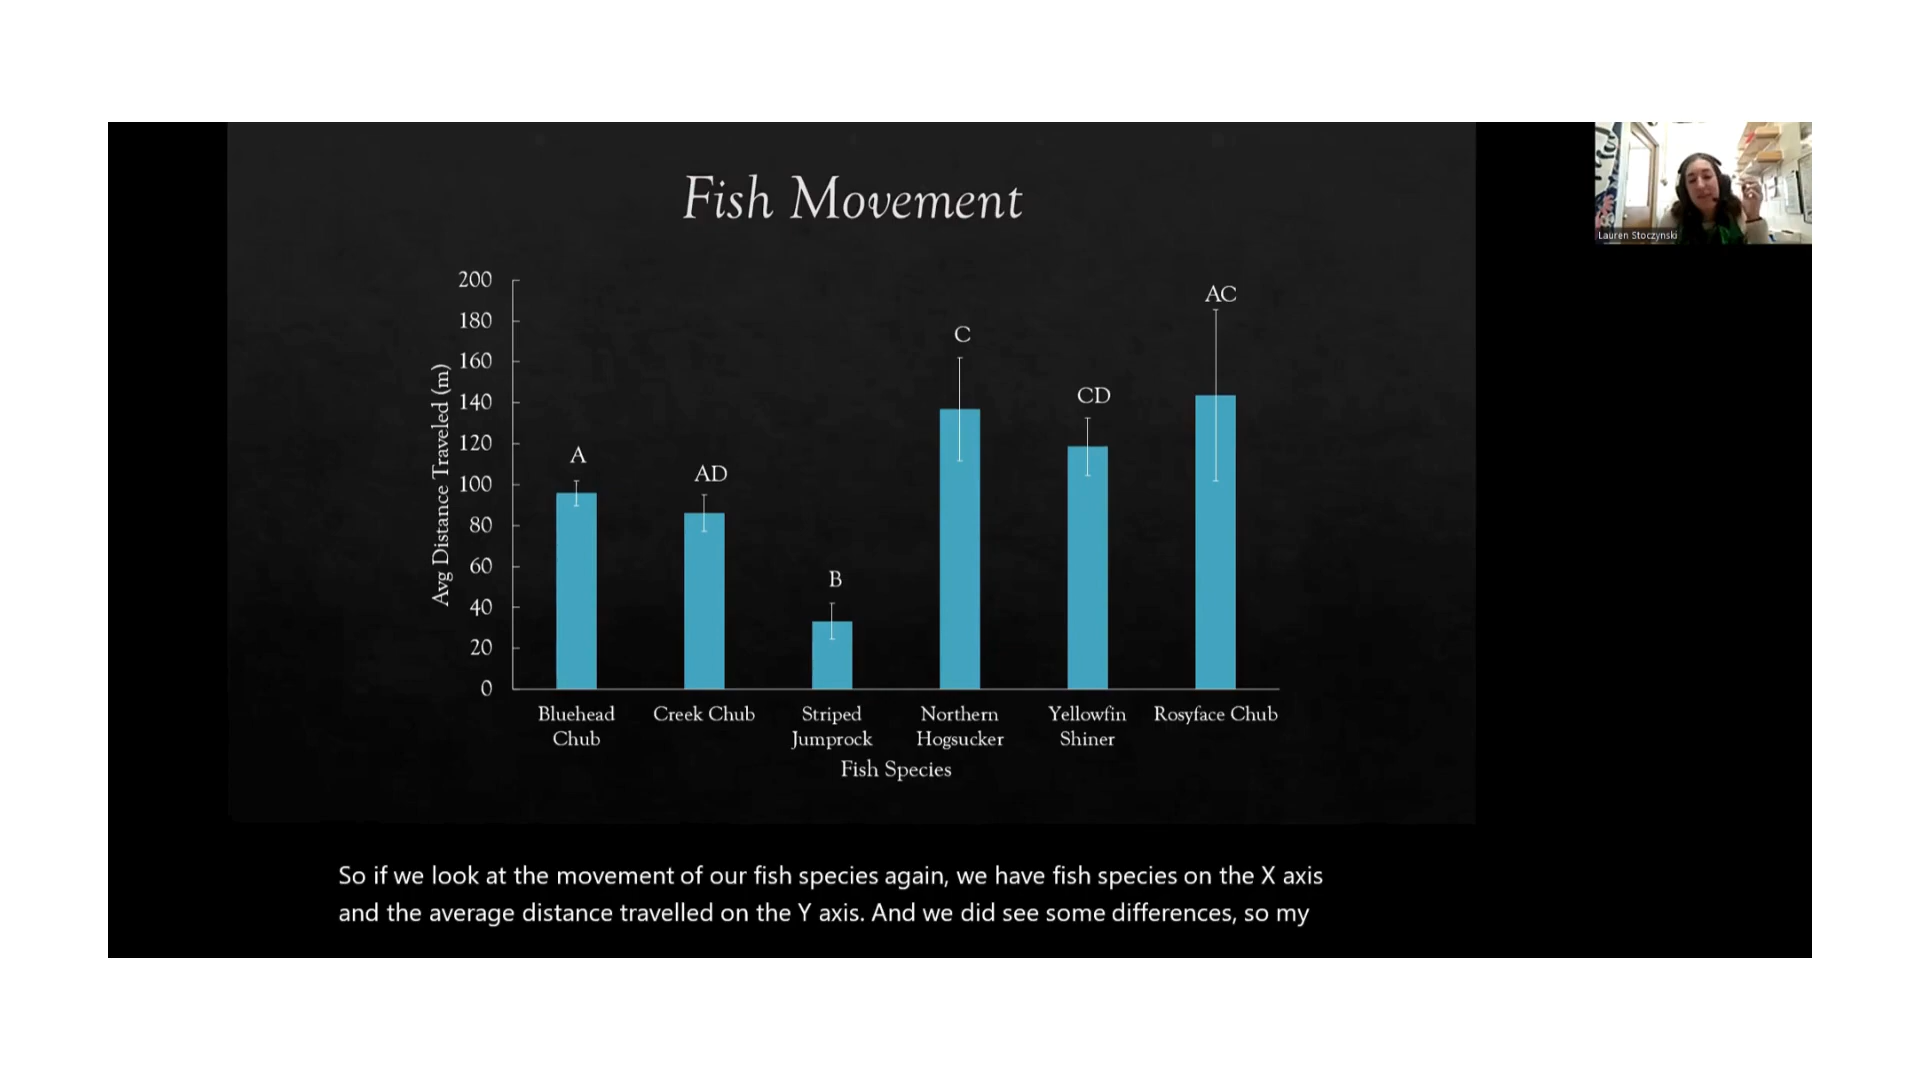 Fish Movement
Lauren Stoczynski
200
180
160
140
120
100
80
60
40
20
0
Avg Distance Traveled (m)
A
AD
B
C
CD
AC
Bluehead
Chub
Creek Chub
Striped
Jumprock
Northern
Hogsucker
Yellowfin
Shiner
Rosyface Chub
Fish Species
So if we look at the movement of our fish species again, we have fish species on the X axis
and the average distance travelled on the Y axis. And we did see some differences, so my